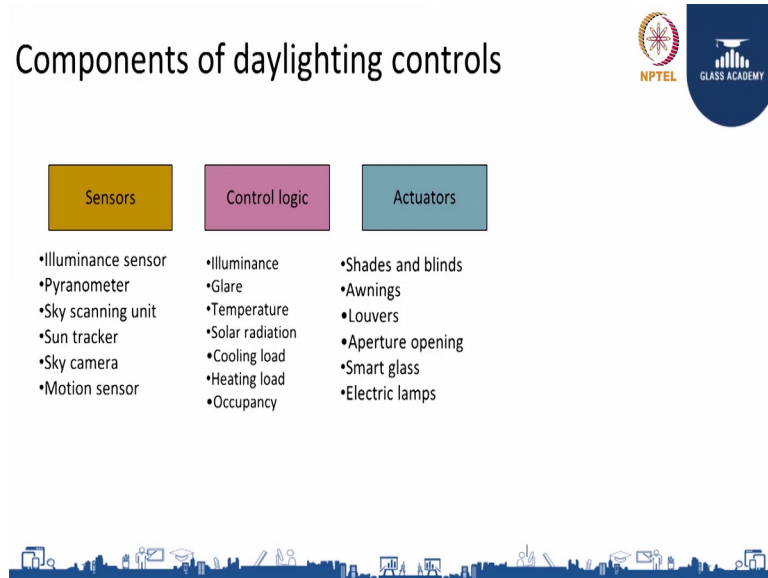 Components of daylighting controls
NPTEL
GLASS ACADEMY
Sensors
•Illuminance sensor
•Pyranometer
•Sky scanning unit
•Sun tracker
•Sky camera
•Motion sensor
Control logic
•Illuminance
•Glare
•Temperature
•Solar radiation
•Cooling load
•Heating load
•Occupancy
Actuators
•Shades and blinds
•Awnings
•Louvers
•Aperture opening
•Smart glass
•Electric lamps